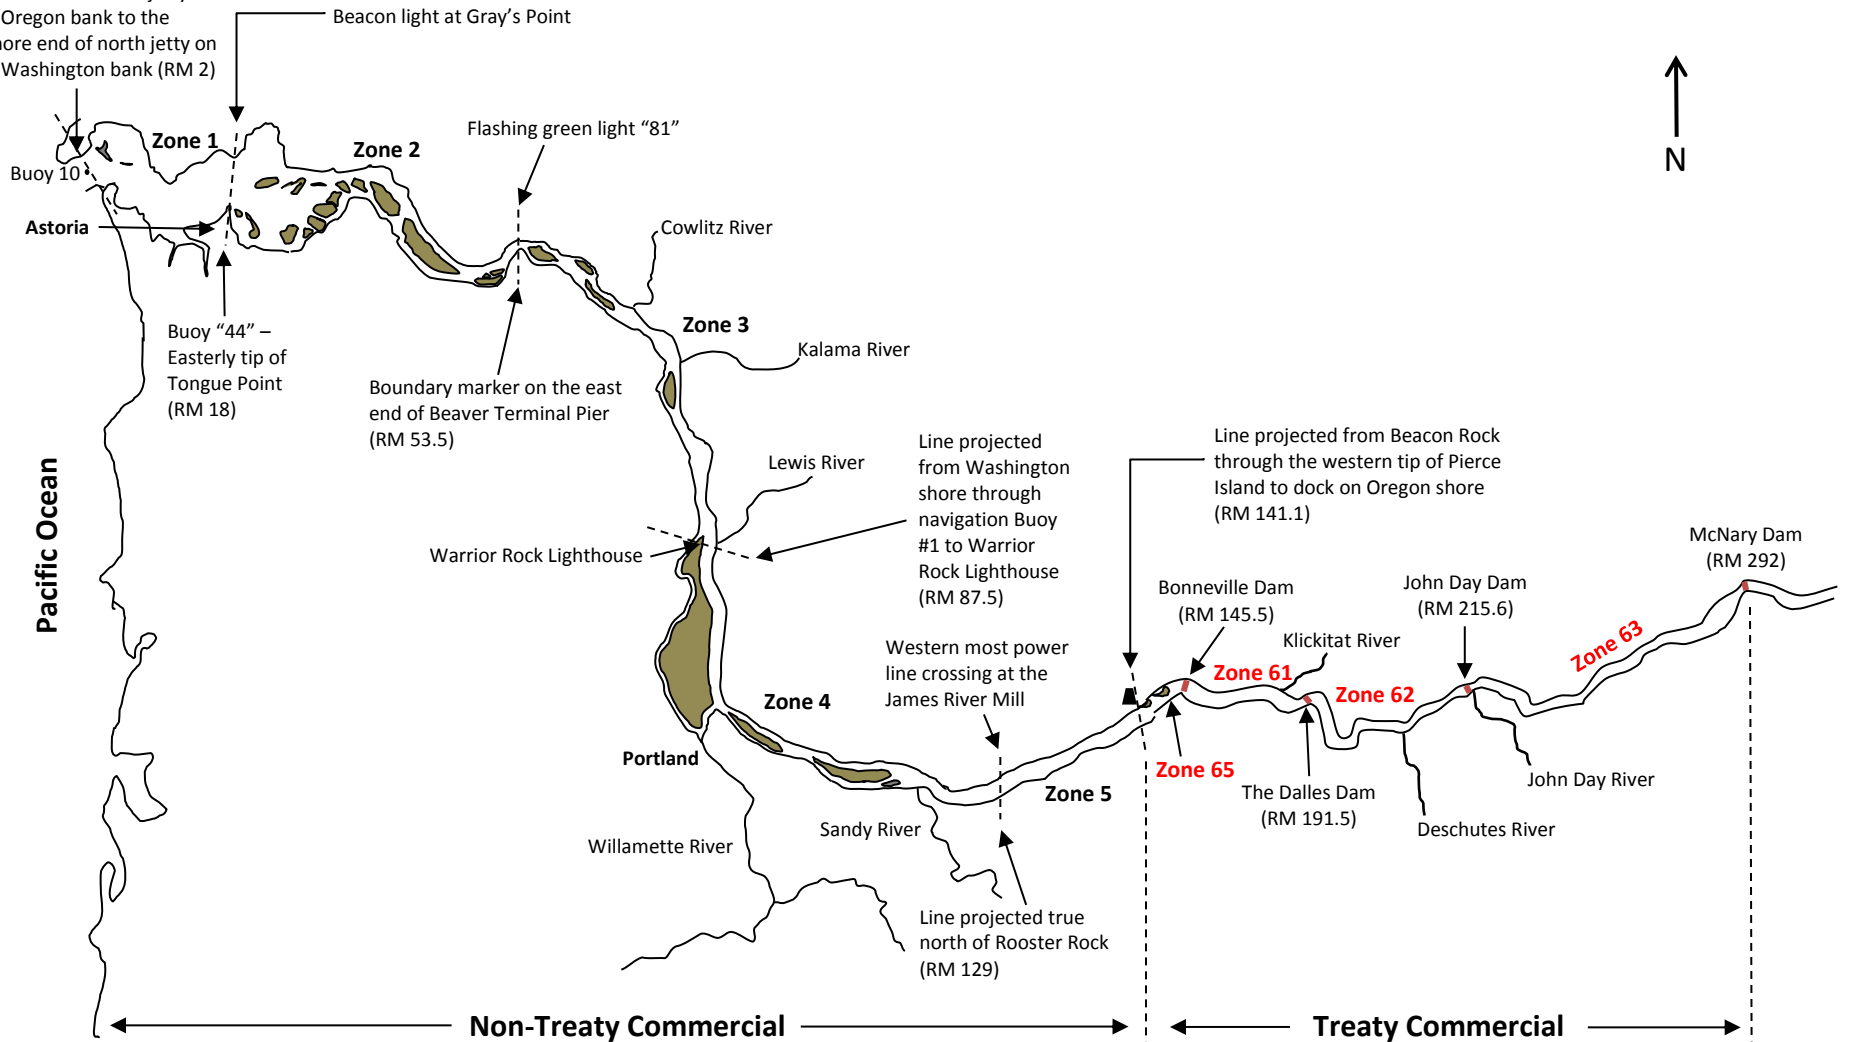 Oregon bank to the
ore end of north jetty on
Washington bank (RM 2)
Beacon light at Gray’s Point
Zone 1
Zone 2
Flashing green light “81”
Buoy 10
Astoria
Cowlitz River
Buoy “44” –
Easterly tip of
Tongue Point
(RM 18)
Zone 3
Kalama River
Boundary marker on the east
end of Beaver Terminal Pier
(RM 53.5)
Pacific Ocean
Lewis River
Line projected
from Washington
shore through
navigation Buoy
#1 to Warrior
Rock Lighthouse
(RM 87.5)
Line projected from Beacon Rock
through the western tip of Pierce
Island to dock on Oregon shore
(RM 141.1)
Warrior Rock Lighthouse
McNary Dam
(RM 292)
Bonneville Dam
(RM 145.5)
John Day Dam
(RM 215.6)
Klickitat River
Western most power
line crossing at the
James River Mill
Zone 61
Zone 62
Zone 63
Zone 4
Portland
Zone 65
Zone 5
The Dalles Dam
(RM 191.5)
John Day River
Deschutes River
Sandy River
Willamette River
Line projected true
north of Rooster Rock
(RM 129)
N
Non-Treaty Commercial
Treaty Commercial